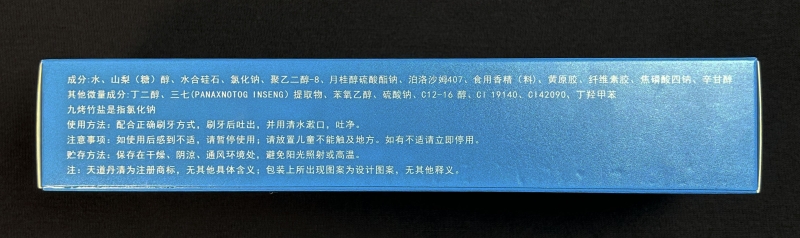 成分:水、山梨（糖）醇、水合硅石、氯化钠、聚乙二醇-8、月桂醇硫酸酯钠、泊洛沙姆407、食用香精（料）、黄原胶、纤维素胶、焦磷酸四钠、辛甘醇
其他微量成分:丁二醇、三七(PANAXNOTOG INSENG)提取物、苯氧乙醇、硫酸钠、C12-16 醇、CI 19140、CI42090、丁羟甲苯
九烤竹盐是指氯化钠
使用方法：配合正确刷牙方式，刷牙后吐出，并用清水漱口，吐净。
注意事项：如使用后感到不适，请暂停使用；请放置儿童不能触及地方。如有不适请立即停用。
贮存方法：保存在干燥、阴凉、通风环境处，避免阳光照射或高温。
注：天道丹清为注册商标，无其他具体含义；包装上所出现图案为设计图案，无其他释义。